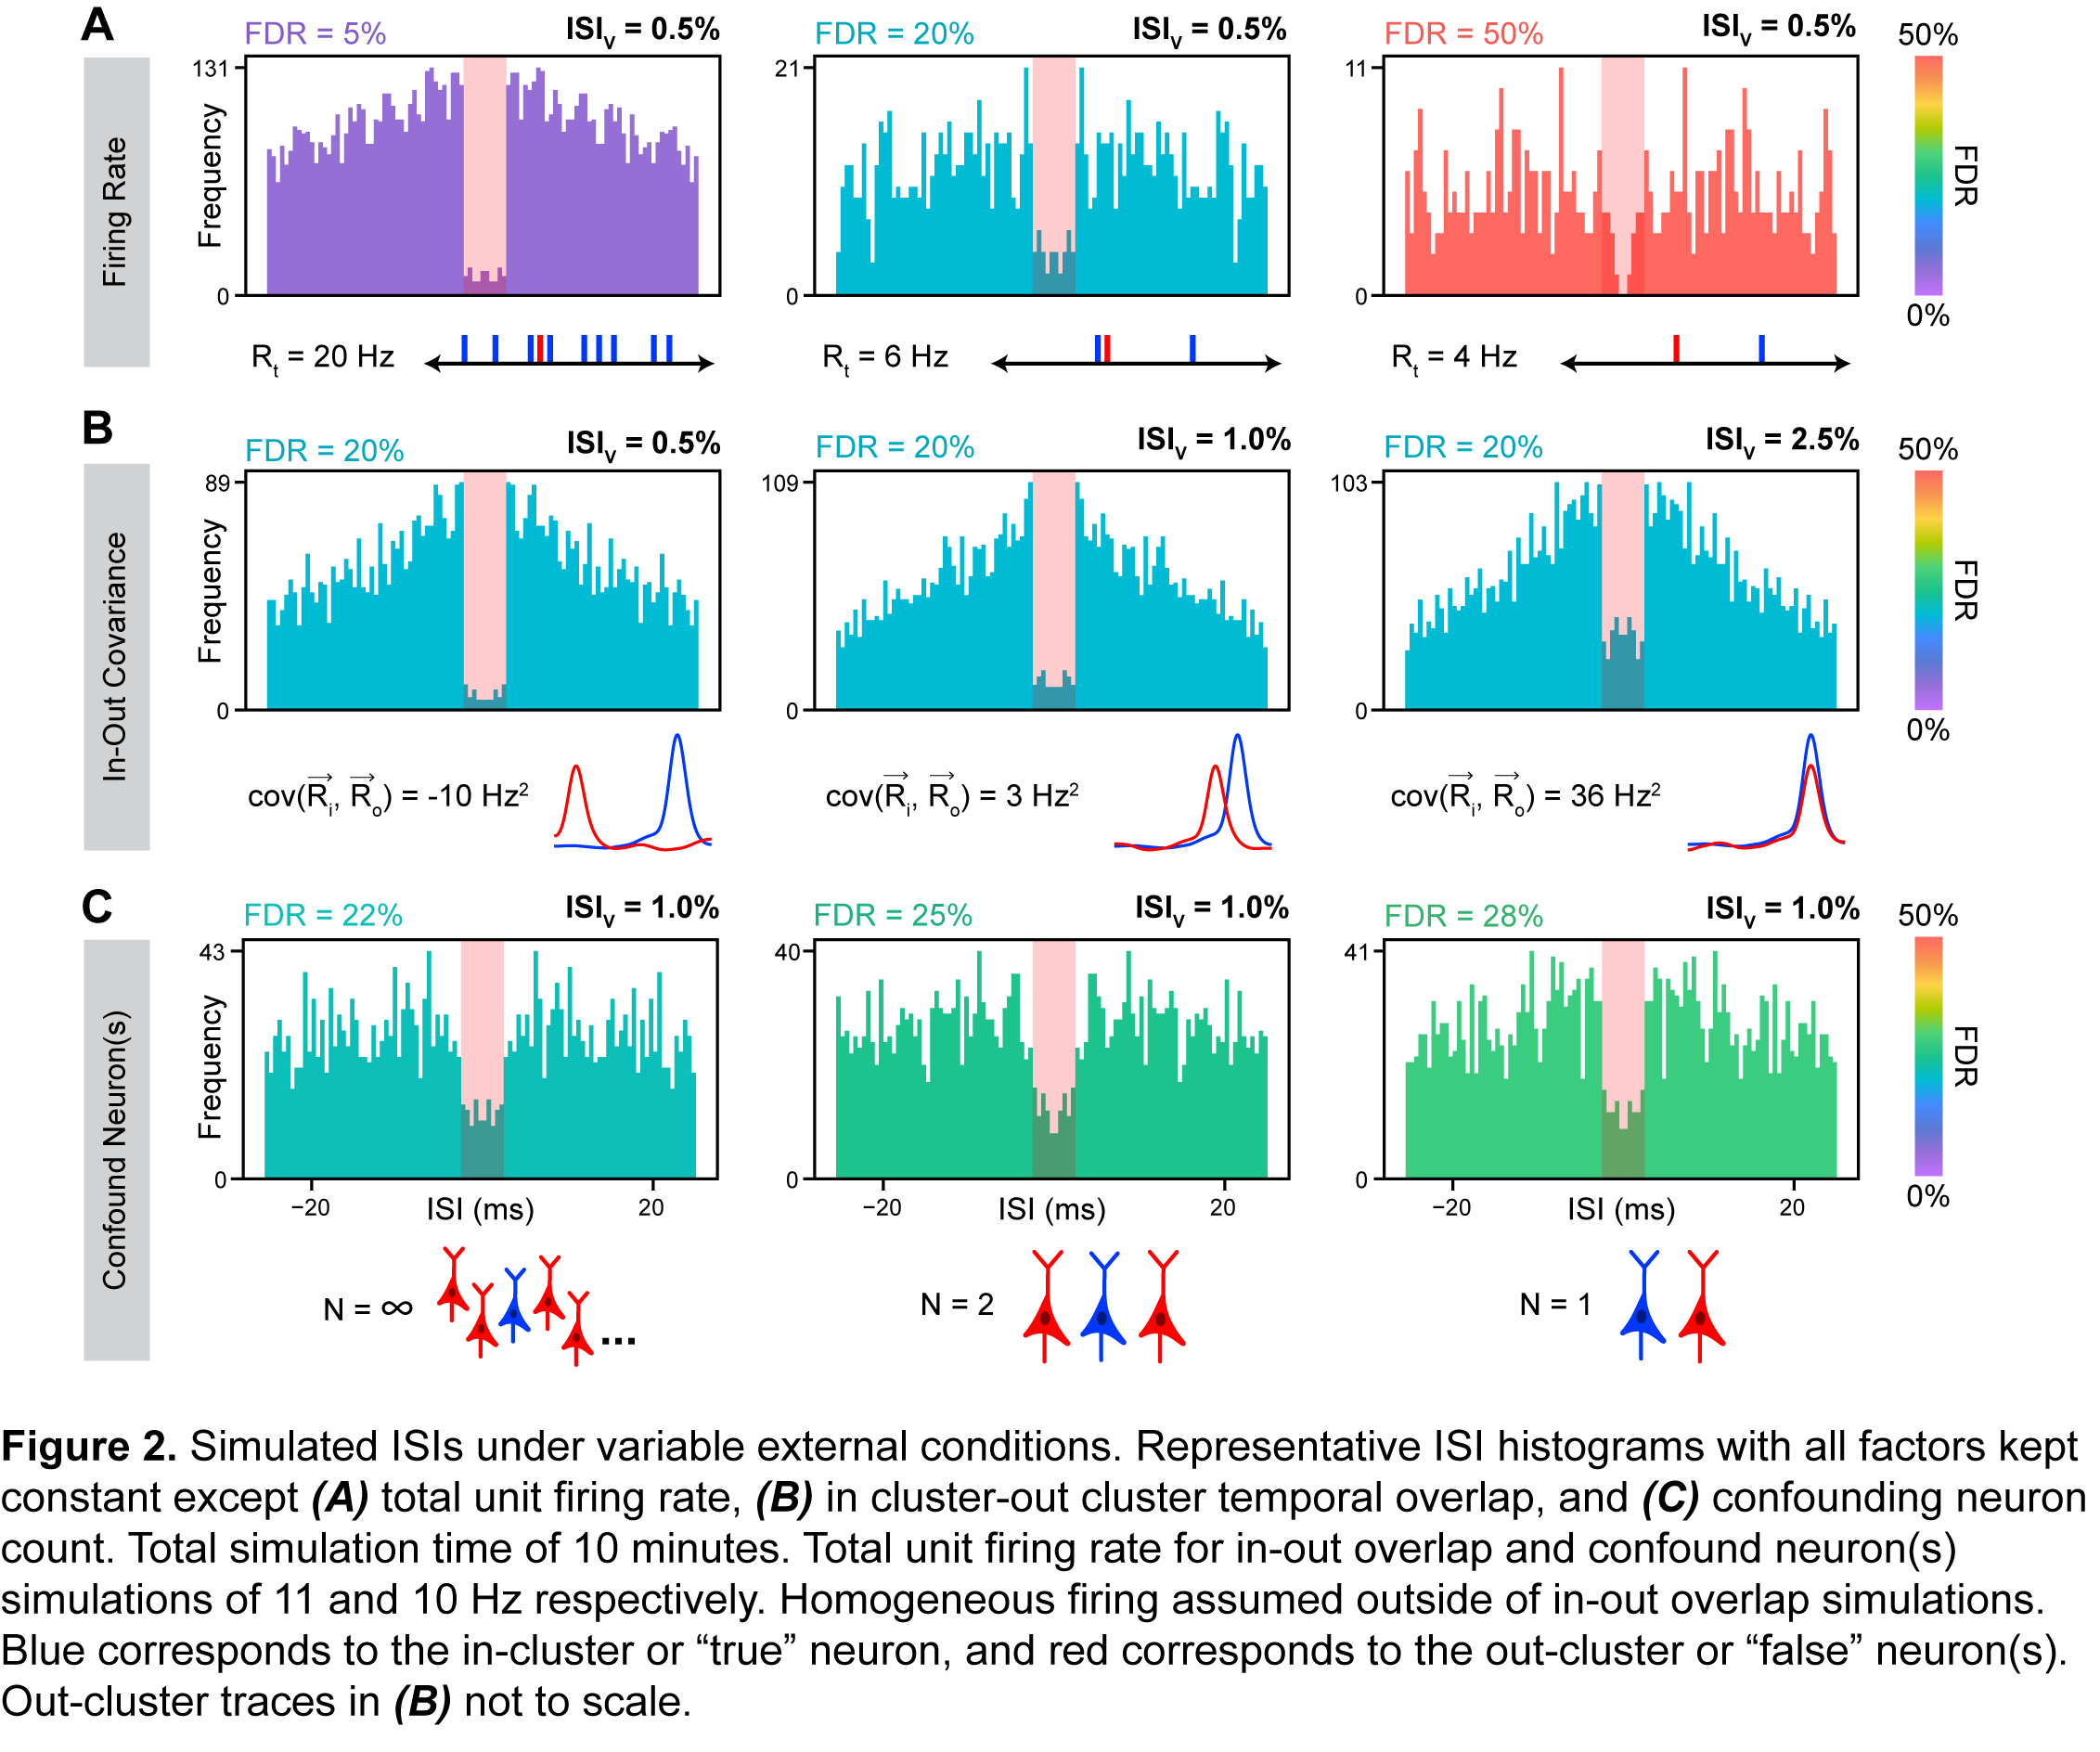 A
FDR = 5%
ISIv = 0.5%
FDR = 20%
ISIv = 0.5%
FDR = 50%
ISIv = 0.5%
50%
131
21
11
Firing Rate
Frequency
FDR
0
0
0
0%
Rt = 20 Hz
Rt = 6 Hz
Rt = 4 Hz
B
FDR = 20%
ISIv = 0.5%
FDR = 20%
ISIv = 1.0%
FDR = 20%
ISIv = 2.5%
50%
89
109
103
In-Out Covariance
Frequency
FDR
0
0
0
0%
cov(Ri, Ro) = -10 Hz²
cov(Ri, Ro) = 3 Hz²
cov(Ri, Ro) = 36 Hz²
C
FDR = 22%
ISIv = 1.0%
FDR = 25%
ISIv = 1.0%
FDR = 28%
ISIv = 1.0%
50%
43
40
41
Confound Neuron(s)
Frequency
FDR
0
0
0
0%
−20 ISI (ms) 20
−20 ISI (ms) 20
−20 ISI (ms) 20
N = ∞
...
N = 2
N = 1
Figure 2. Simulated ISIs under variable external conditions. Representative ISI histograms with all factors kept
constant except (A) total unit firing rate, (B) in cluster-out cluster temporal overlap, and (C) confounding neuron
count. Total simulation time of 10 minutes. Total unit firing rate for in-out overlap and confound neuron(s)
simulations of 11 and 10 Hz respectively. Homogeneous firing assumed outside of in-out overlap simulations.
Blue corresponds to the in-cluster or “true” neuron, and red corresponds to the out-cluster or “false” neuron(s).
Out-cluster traces in (B) not to scale.